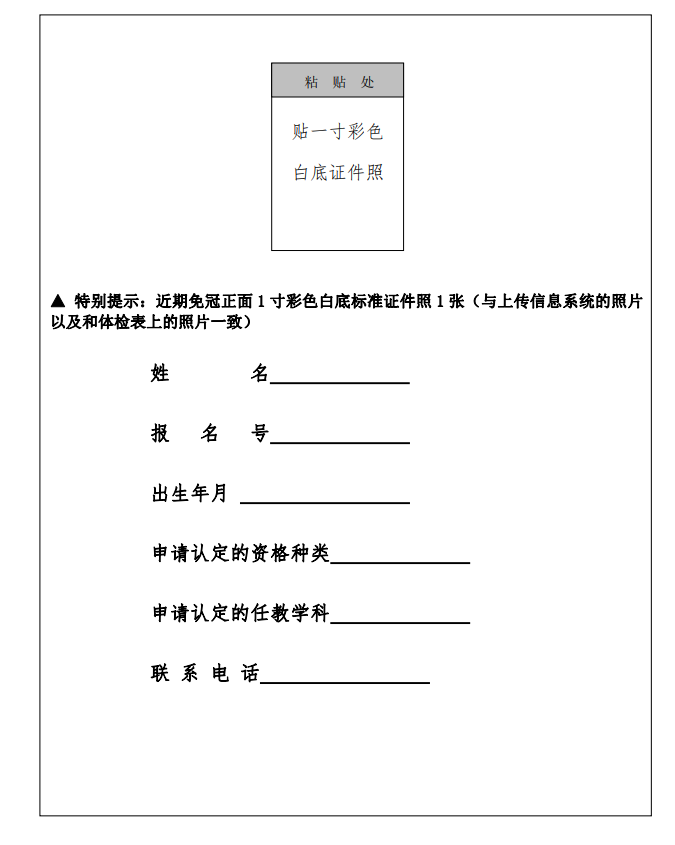 粘 贴 处
贴一寸彩色
白底证件照
▲ 特别提示：近期免冠正面 1 寸彩色白底标准证件照 1 张（与上传信息系统的照片
以及和体检表上的照片一致）
姓 名
报 名 号
出生年月
申请认定的资格种类
申请认定的任教学科
联 系 电 话